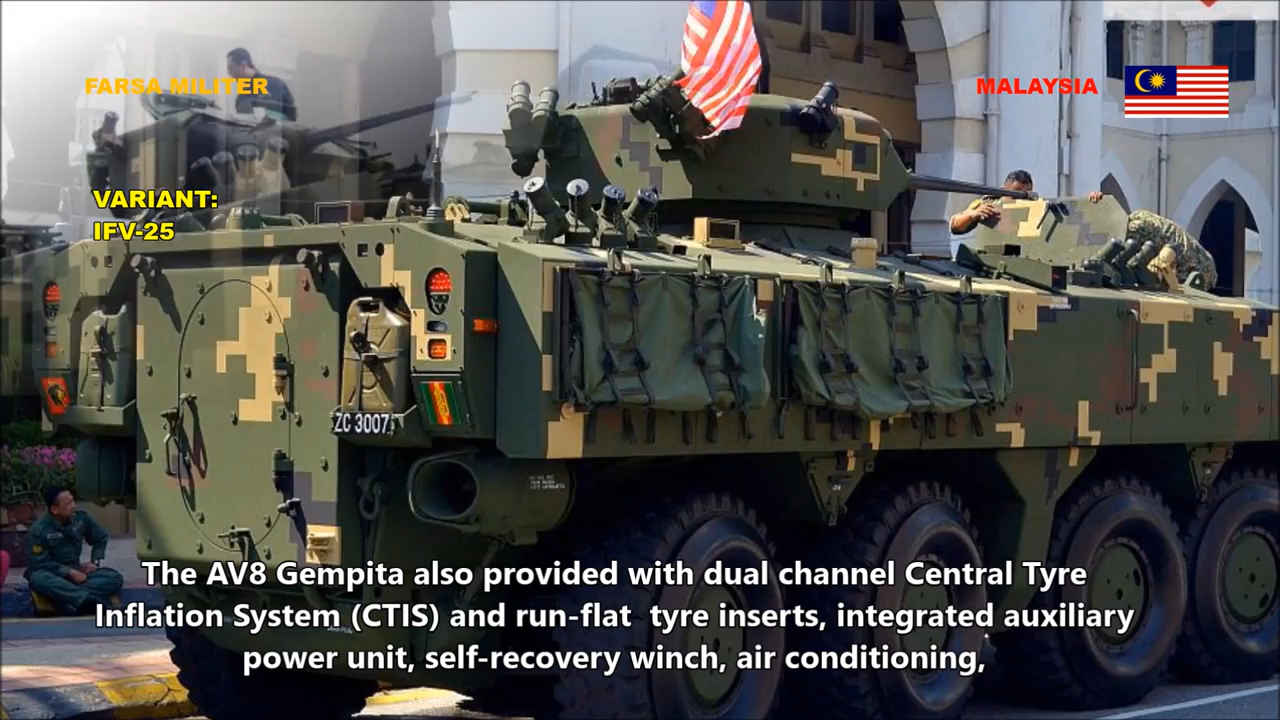 FARSA MILITER
MALAYSIA
VARIANT:
IFV-25
ZC 3007
The AV8 Gempita also provided with dual channel Central Tyre
Inflation System (CTIS) and run-flat  tyre inserts, integrated auxiliary
power unit, self-recovery winch, air conditioning,